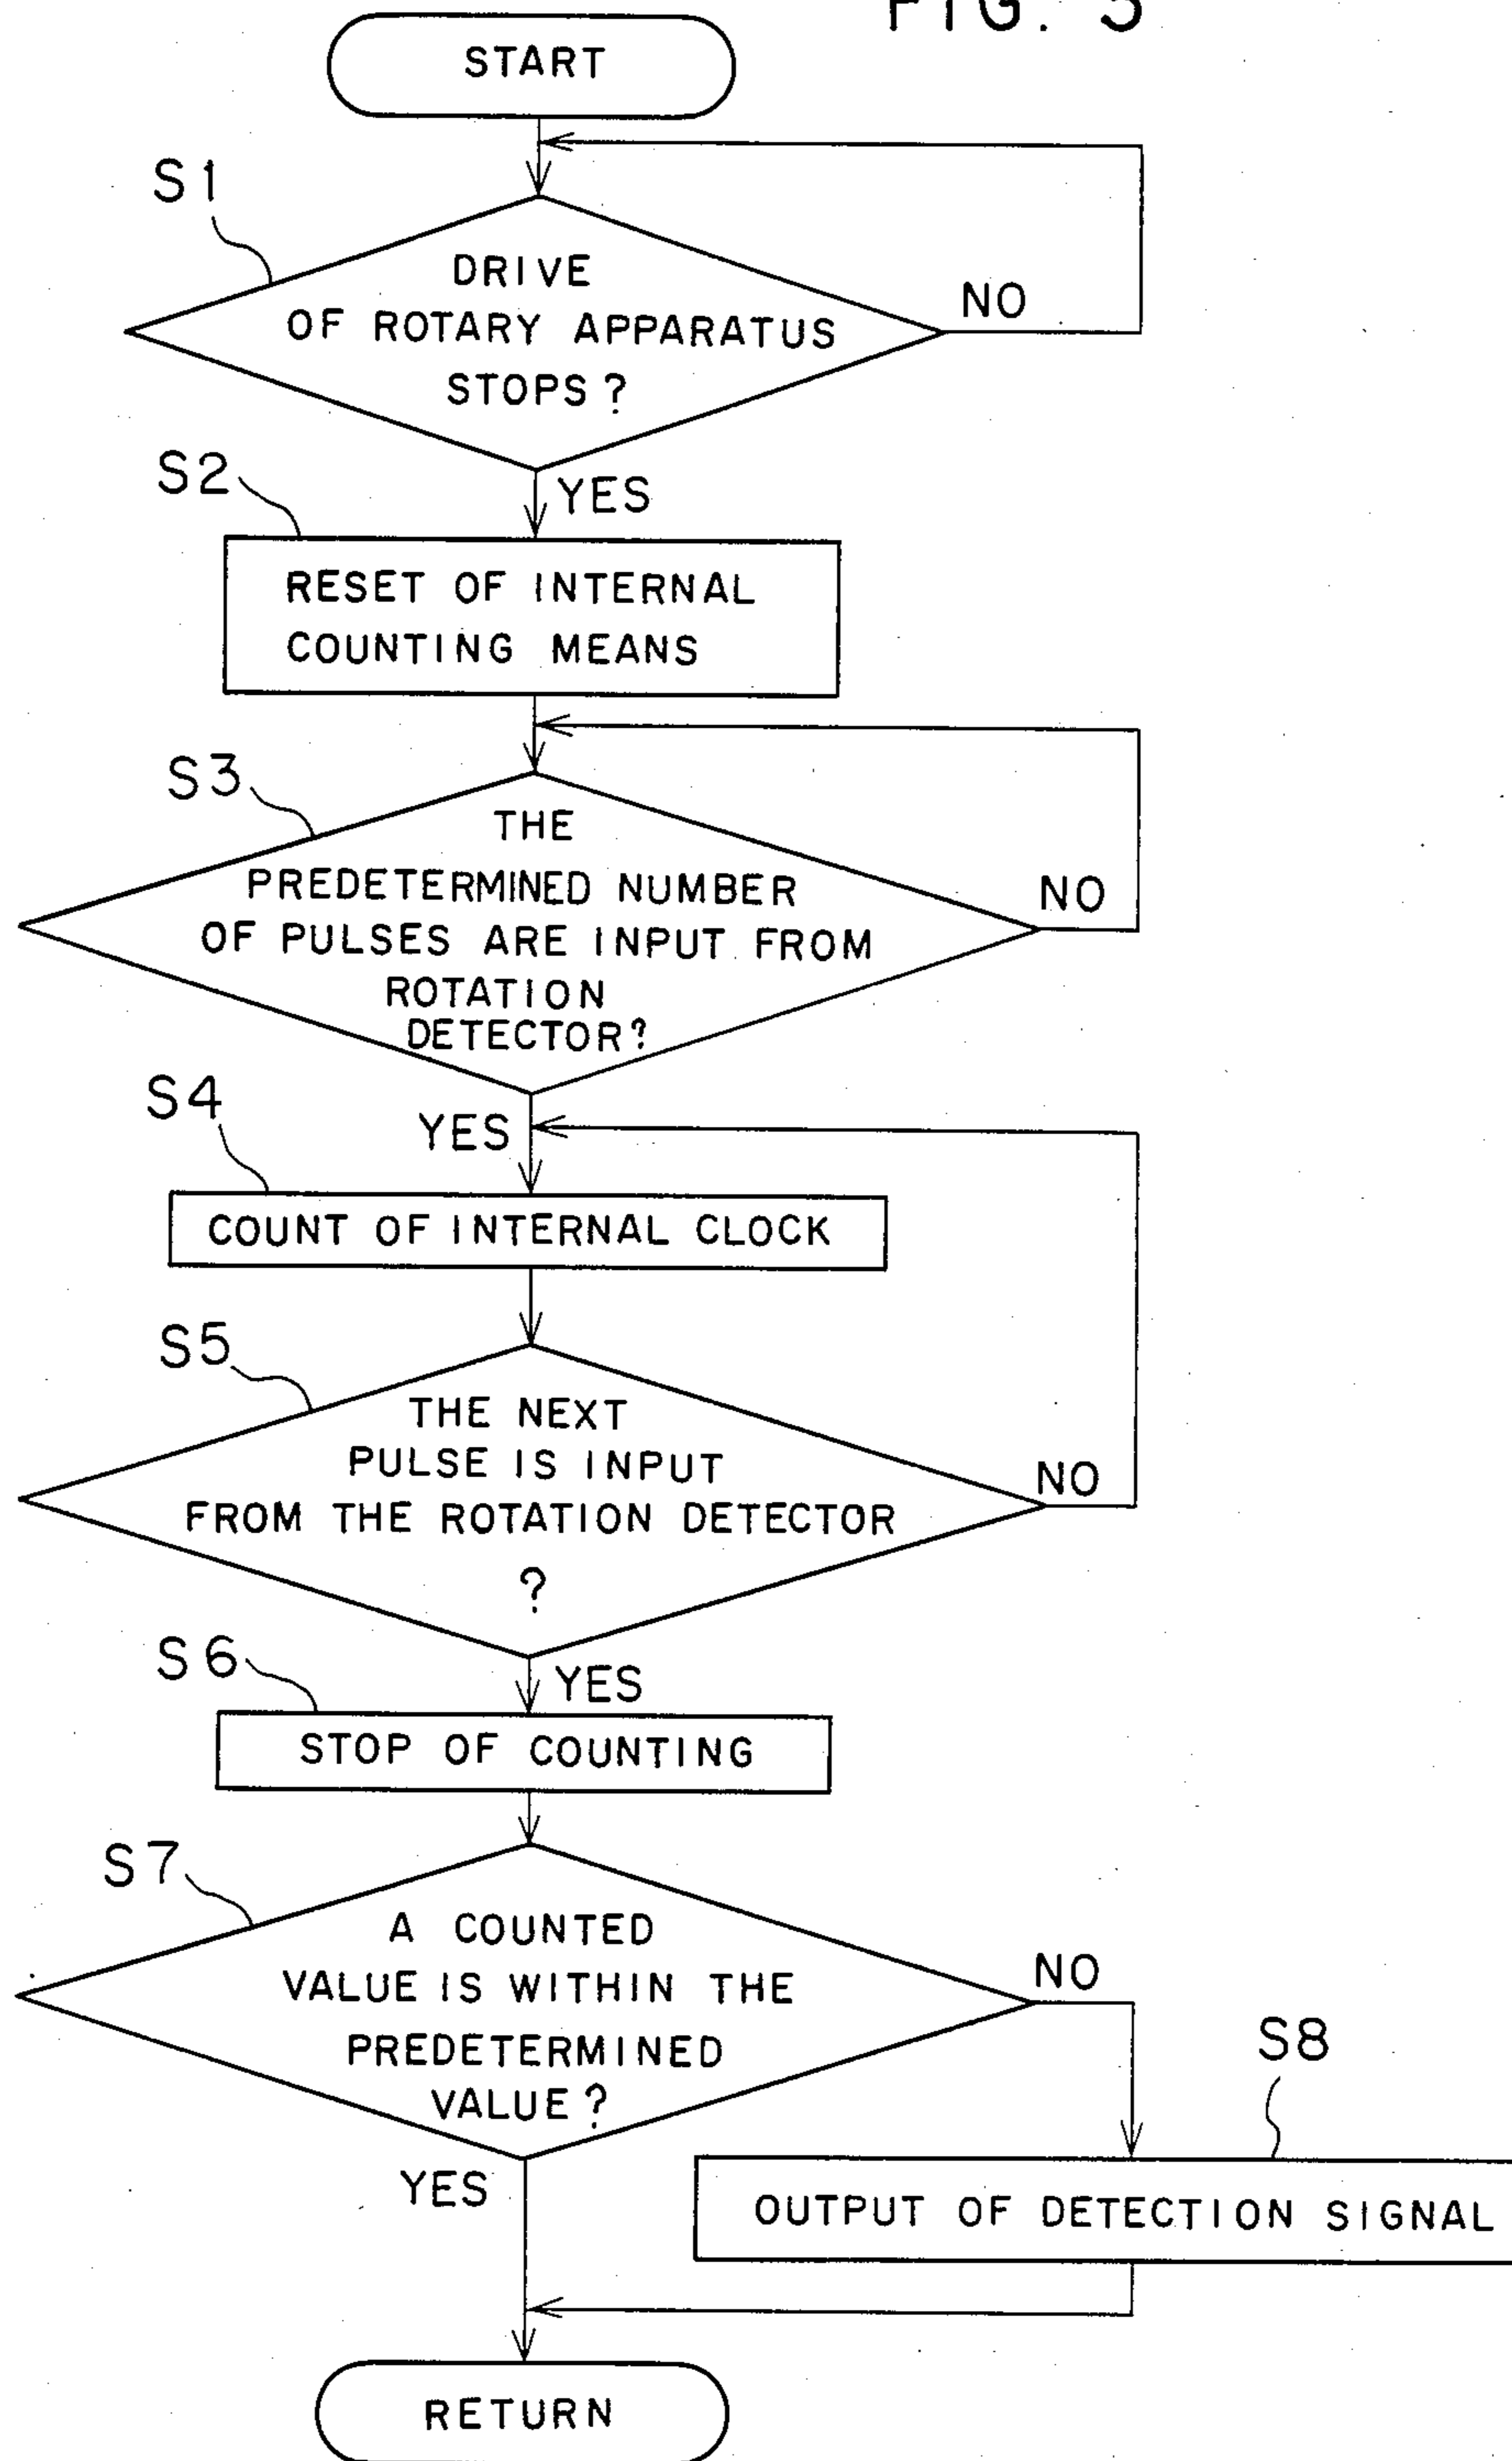 FIG. 5
START
S1
DRIVE
OF ROTARY APPARATUS
STOPS?
NO
S2
YES
RESET OF INTERNAL
COUNTING MEANS
S3
THE
PREDETERMINED NUMBER
OF PULSES ARE INPUT FROM
ROTATION
DETECTOR?
NO
S4
YES
COUNT OF INTERNAL CLOCK
S5
THE NEXT
PULSE IS INPUT
FROM THE ROTATION DETECTOR
?
NO
S6
YES
STOP OF COUNTING
S7
A COUNTED
VALUE IS WITHIN THE
PREDETERMINED
VALUE?
NO
S8
YES
OUTPUT OF DETECTION SIGNAL
RETURN